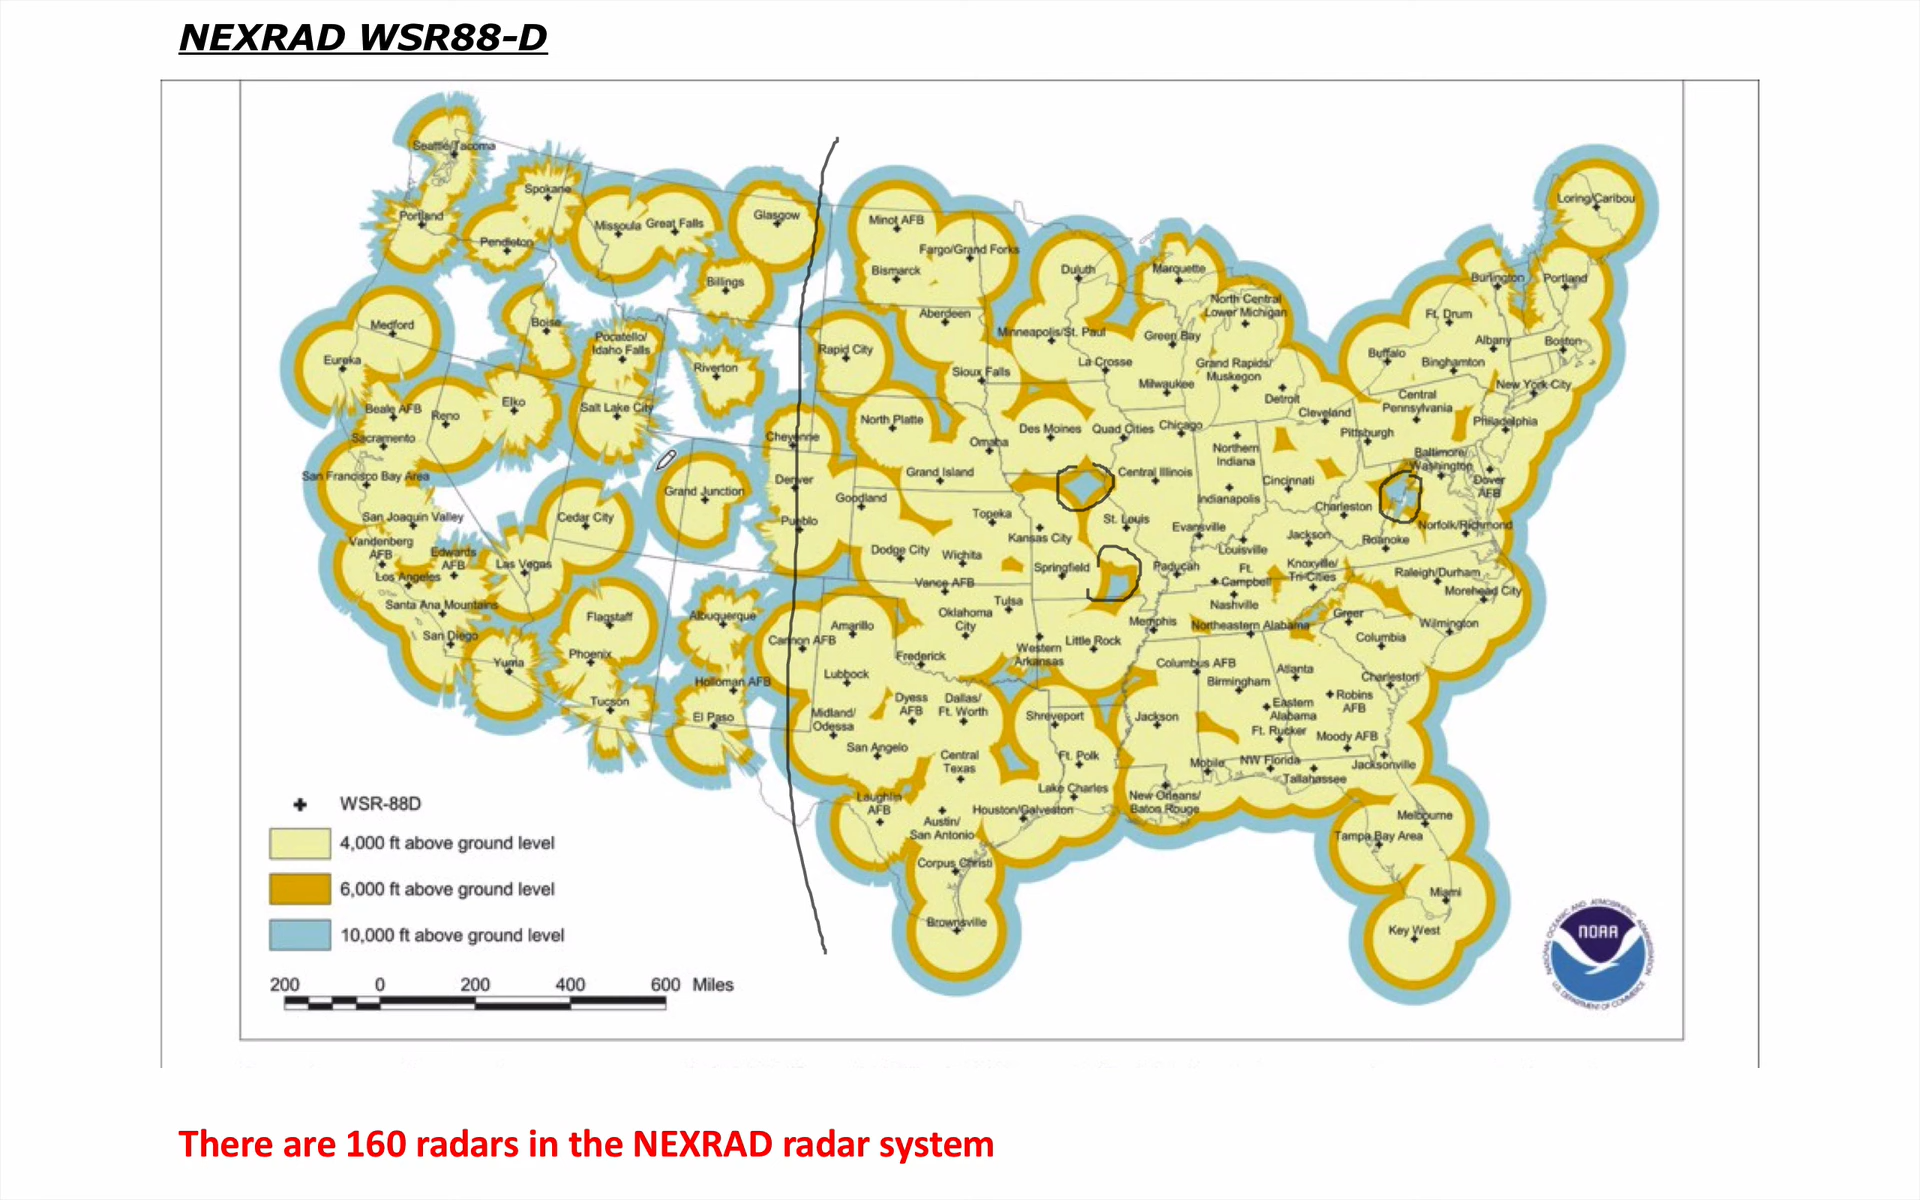 NEXRAD WSR88-D
Seattle/Tacoma
Spokane
Portland
Pendleton
Missoula
Great Falls
Glasgow
Billings
Minot AFB
Fargo/Grand Forks
Bismarck
Duluth
Marquette
North Central
Lower Michigan
Loring/Caribou
Burlington
Portland
Medford
Eureka
Boise
Pocatello/
Idaho Falls
Riverton
Rapid City
Aberdeen
Minneapolis/St. Paul
Sioux Falls
La Crosse
Green Bay
Milwaukee
Grand Rapids/
Muskegon
Detroit
Ft. Drum
Albany
Boston
Buffalo
Binghamton
New York City
Beale AFB
Reno
Elko
Salt Lake City
Sacramento
San Francisco Bay Area
Cheyenne
North Platte
Omaha
Des Moines
Quad Cities
Chicago
Northern
Indiana
Cleveland
Central
Pennsylvania
Pittsburgh
Philadelphia
Baltimore/
Washington
Dover
AFB
San Joaquin Valley
Cedar City
Grand Junction
Denver
Pueblo
Goodland
Grand Island
Topeka
Kansas City
Central Illinois
St. Louis
Indianapolis
Cincinnati
Evansville
Louisville
Charleston
Jackson
Roanoke
Norfolk/Richmond
Vandenberg
AFB
Edwards
AFB
Los Angeles
Las Vegas
Santa Ana Mountains
San Diego
Yuma
Flagstaff
Phoenix
Tucson
Albuquerque
Holloman AFB
El Paso
Cannon AFB
Amarillo
Lubbock
Dodge City
Wichita
Vance AFB
Tulsa
Oklahoma
City
Frederick
Springfield
Paducah
Ft.
Campbell
Nashville
Knoxville/
Tri-Cities
Raleigh/Durham
Morehead City
Wilmington
Greer
Columbia
Charleston
Memphis
Northeastern Alabama
Western
Arkansas
Little Rock
Columbus AFB
Birmingham
Atlanta
Robins
AFB
Eastern
Alabama
Midland/
Odessa
San Angelo
Dyess
AFB
Dallas/
Ft. Worth
Central
Texas
Shreveport
Ft. Polk
Lake Charles
Jackson
Ft. Rucker
Moody AFB
Mobile
NW Florida
Tallahassee
Jacksonville
New Orleans/
Baton Rouge
Laughlin
AFB
Austin/
San Antonio
Houston/Galveston
Corpus Christi
Brownsville
Melbourne
Tampa Bay Area
Miami
Key West
WSR-88D
4,000 ft above ground level
6,000 ft above ground level
10,000 ft above ground level
200 0 200 400 600 Miles
NATIONAL OCEANIC AND ATMOSPHERIC ADMINISTRATION
NOAA
U.S. DEPARTMENT OF COMMERCE
There are 160 radars in the NEXRAD radar system